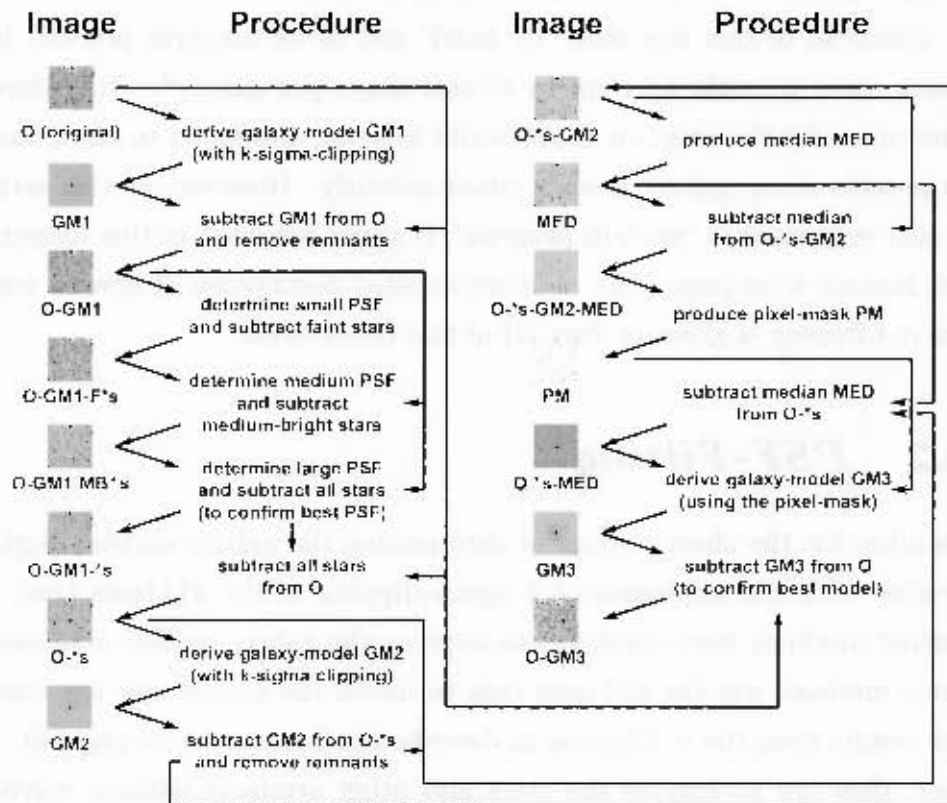 Image
Procedure
O (original)
derive galaxy-model GM1
(with k-sigma-clipping)
GM1
subtract GM1 from O
and remove remnants
O-GM1
determine small PSF
and subtract faint stars
O-GM1-F*s
determine medium PSF
and subtract
medium-bright stars
O-GM1-MB*s
determine large PSF
and subtract all stars
(to confirm best PSF)
O-GM1-*s
subtract all stars
from O
O-*s
derive galaxy-model GM2
(with k-sigma clipping)
GM2
subtract GM2 from O-*s
and remove remnants
Image
Procedure
O-*s-GM2
produce median MED
MED
subtract median
from O-*s-GM2
O-*s-GM2-MED
produce pixel-mask PM
PM
subtract median MED
from O-*s
O-*s-MED
derive galaxy-model GM3
(using the pixel-mask)
GM3
subtract GM3 from O
(to confirm best model)
O-GM3